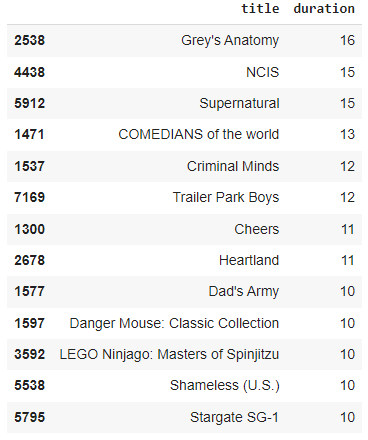 title duration
2538 Grey's Anatomy 16
4438 NCIS 15
5912 Supernatural 15
1471 COMEDIANS of the world 13
1537 Criminal Minds 12
7169 Trailer Park Boys 12
1300 Cheers 11
2678 Heartland 11
1577 Dad's Army 10
1597 Danger Mouse: Classic Collection 10
3592 LEGO Ninjago: Masters of Spinjitzu 10
5538 Shameless (U.S.) 10
5795 Stargate SG-1 10